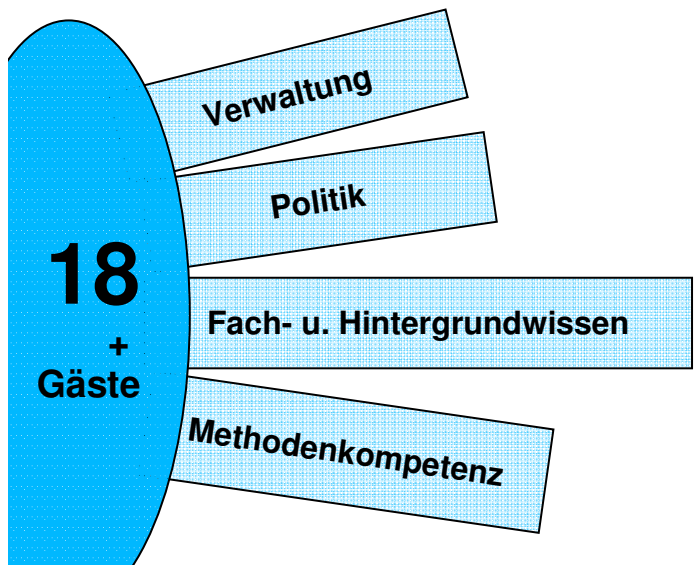 Verwaltung
Politik
18
+
Gäste
Fach- u. Hintergrundwissen
Methodenkompetenz